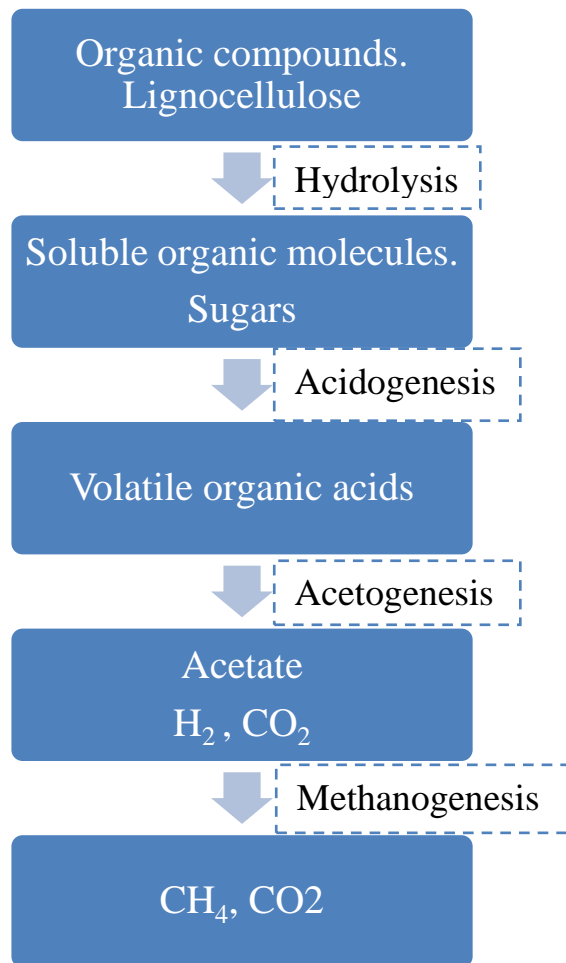 Organic compounds.
Lignocellulose
Hydrolysis
Soluble organic molecules.
Sugars
Acidogenesis
Volatile organic acids
Acetogenesis
Acetate
H₂ , CO₂
Methanogenesis
CH₄, CO2